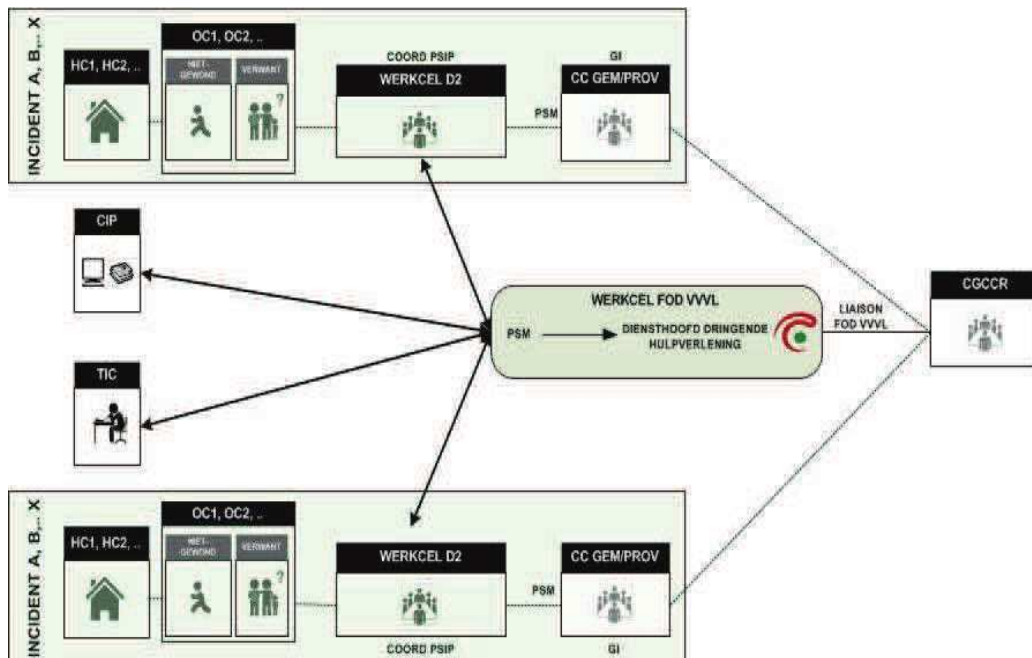 INCIDENT A, B,.. X
HC1, HC2, ..
OC1, OC2, ..
NIET-
GEWOND
VERWANT
?
COORD PSIP
WERKCEL D2
PSM
GI
CC GEM/PROV
CIP
TIC
WERKCEL FOD VVVL
PSM
DIENSTHOOFD DRINGENDE
HULPVERLENING
LIAISON
FOD VVVL
CGCCR
INCIDENT A, B,.. X
HC1, HC2, ..
OC1, OC2, ..
NIET-
GEWOND
VERWANT
?
WERKCEL D2
COORD PSIP
PSM
CC GEM/PROV
GI